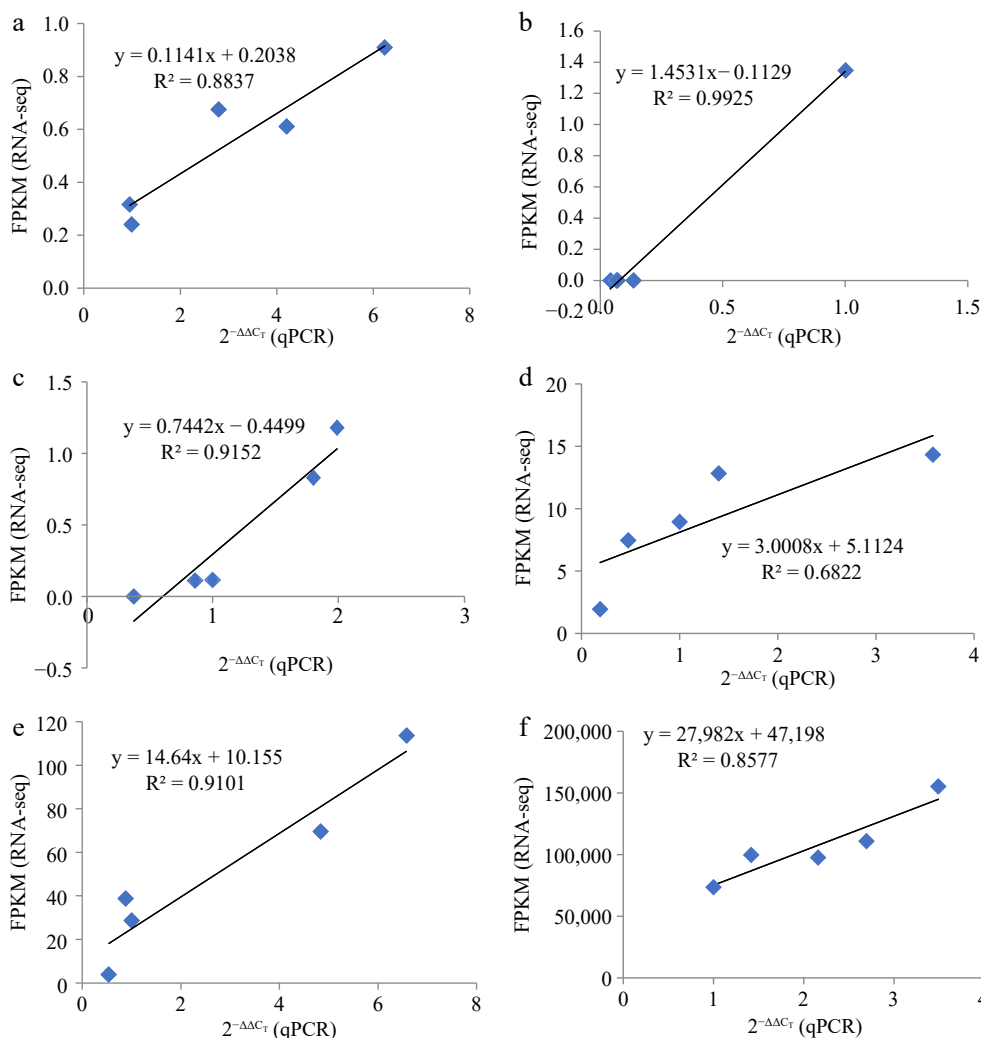 a
y = 0.1141x + 0.2038
R² = 0.8837
FPKM (RNA-seq)
1.0
0.8
0.6
0.4
0.2
0.0
0
2
4
6
8
2^−ΔΔC_T (qPCR)
b
y = 1.4531x− 0.1129
R² = 0.9925
FPKM (RNA-seq)
1.6
1.4
1.2
1.0
0.8
0.6
0.4
0.2
0.0
−0.2
0.0
0.5
1.0
1.5
2^−ΔΔC_T (qPCR)
c
y = 0.7442x − 0.4499
R² = 0.9152
FPKM (RNA-seq)
1.5
1.0
0.5
0.0
−0.5
0
1
2
3
2^−ΔΔC_T (qPCR)
d
FPKM (RNA-seq)
20
15
10
5
0
y = 3.0008x + 5.1124
R² = 0.6822
0
1
2
3
4
2^−ΔΔC_T (qPCR)
e
y = 14.64x + 10.155
R² = 0.9101
FPKM (RNA-seq)
120
100
80
60
40
20
0
0
2
4
6
8
2^−ΔΔC_T (qPCR)
f
y = 27,982x + 47,198
R² = 0.8577
FPKM (RNA-seq)
200,000
150,000
100,000
50,000
0
0
1
2
3
4
2^−ΔΔC_T (qPCR)